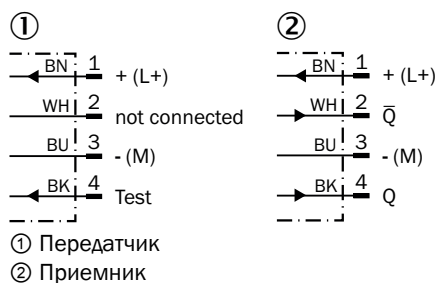 ① ②
BN 1 + (L+)
WH 2 not connected
BU 3 - (M)
BK 4 Test
BN 1 + (L+)
WH 2 Q̅
BU 3 - (M)
BK 4 Q
① Передатчик
② Приемник